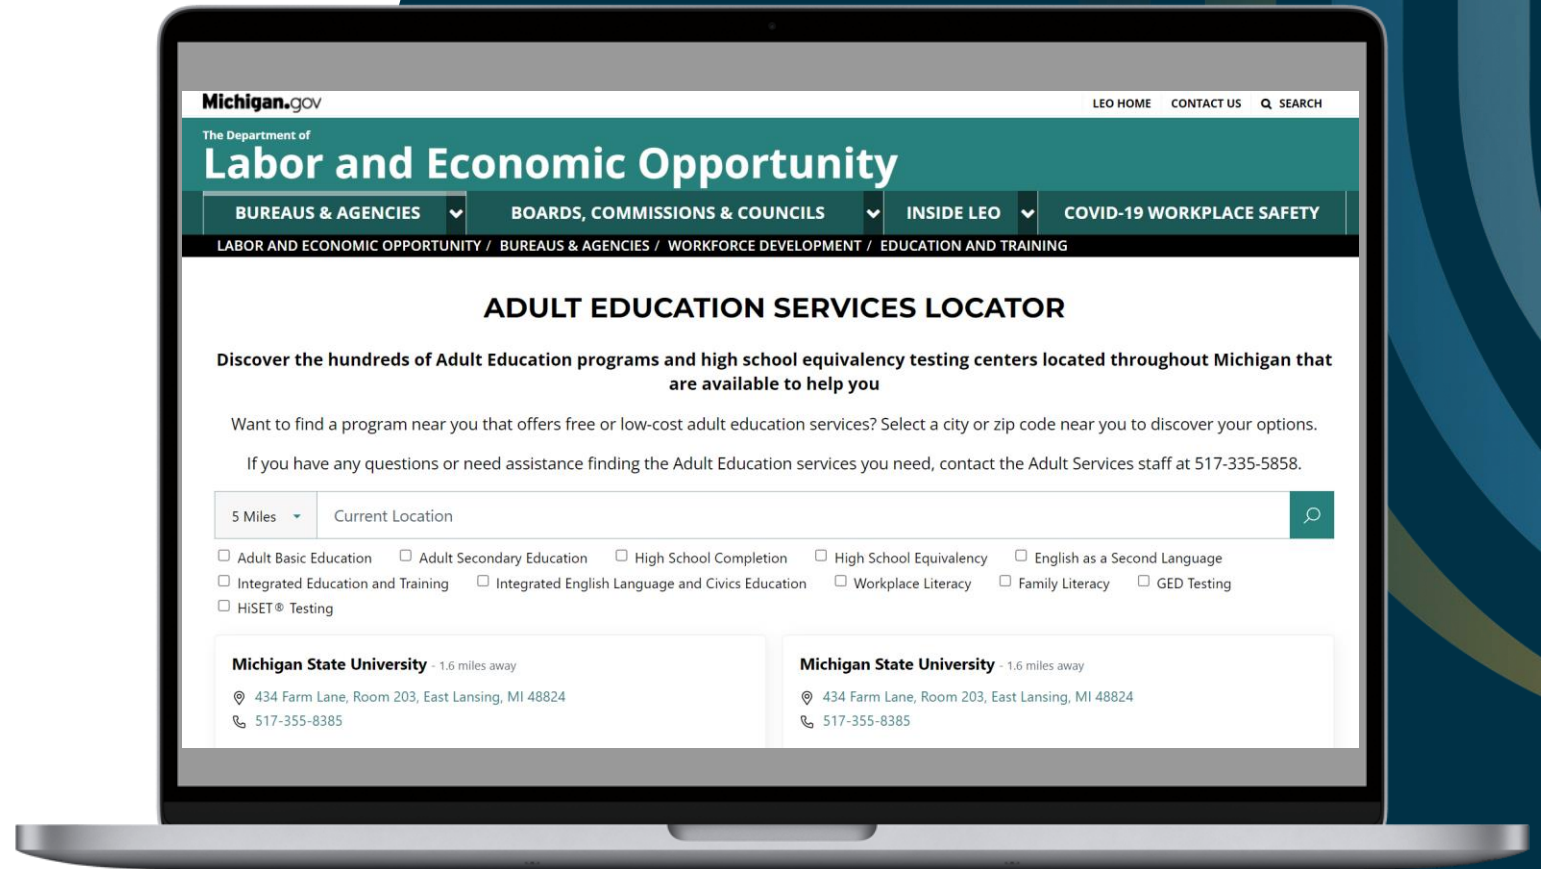 Michigan.gov
LEO HOME CONTACT US SEARCH
The Department of
Labor and Economic Opportunity
BUREAUS & AGENCIES BOARDS, COMMISSIONS & COUNCILS INSIDE LEO COVID-19 WORKPLACE SAFETY
LABOR AND ECONOMIC OPPORTUNITY / BUREAUS & AGENCIES / WORKFORCE DEVELOPMENT / EDUCATION AND TRAINING
ADULT EDUCATION SERVICES LOCATOR
Discover the hundreds of Adult Education programs and high school equivalency testing centers located throughout Michigan that
are available to help you
Want to find a program near you that offers free or low-cost adult education services? Select a city or zip code near you to discover your options.
If you have any questions or need assistance finding the Adult Education services you need, contact the Adult Services staff at 517-335-5858.
5 Miles Current Location
Adult Basic Education Adult Secondary Education High School Completion High School Equivalency English as a Second Language
Integrated Education and Training Integrated English Language and Civics Education Workplace Literacy Family Literacy GED Testing
HiSET® Testing
Michigan State University - 1.6 miles away Michigan State University - 1.6 miles away
434 Farm Lane, Room 203, East Lansing, MI 48824 434 Farm Lane, Room 203, East Lansing, MI 48824
517-355-8385 517-355-8385